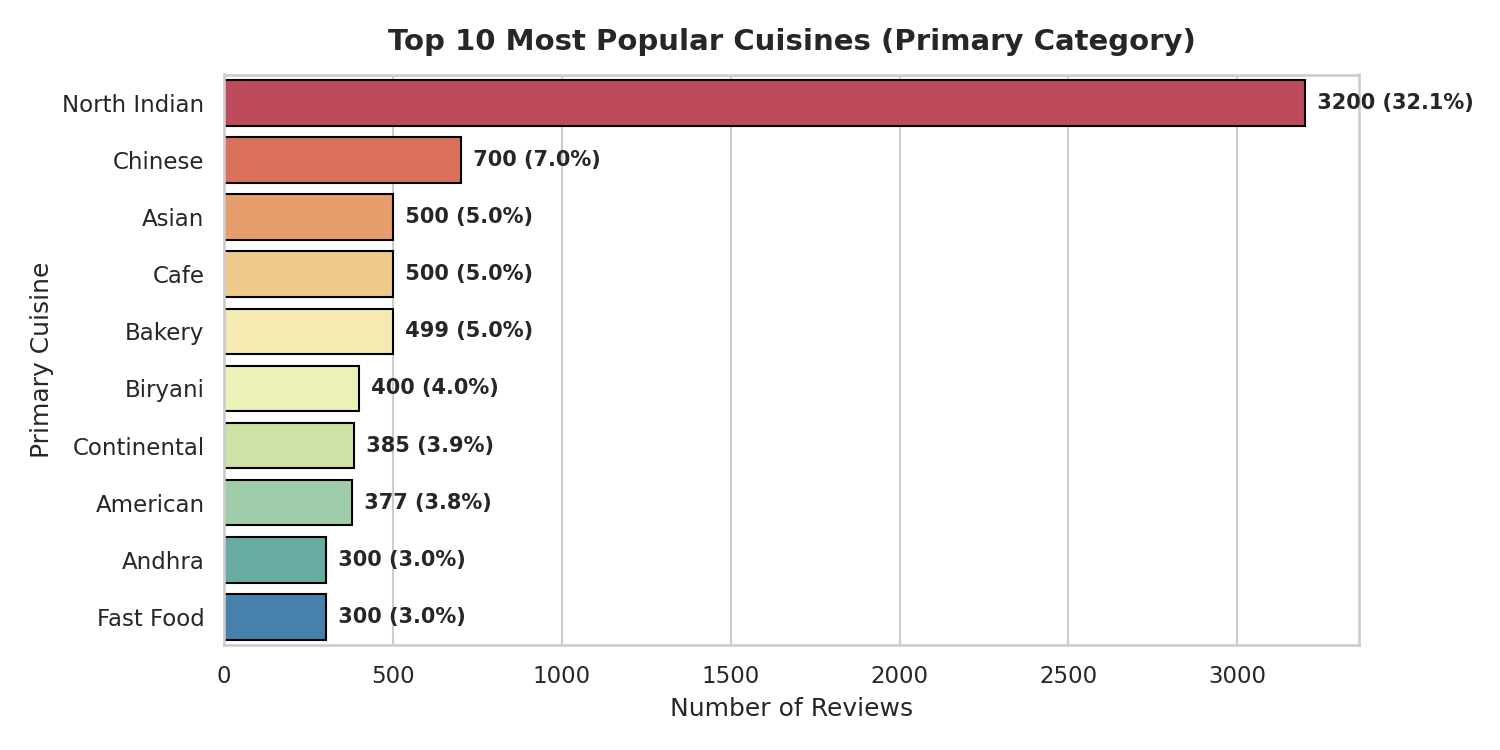 Top 10 Most Popular Cuisines (Primary Category)
Primary Cuisine
North Indian 3200 (32.1%)
Chinese 700 (7.0%)
Asian 500 (5.0%)
Cafe 500 (5.0%)
Bakery 499 (5.0%)
Biryani 400 (4.0%)
Continental 385 (3.9%)
American 377 (3.8%)
Andhra 300 (3.0%)
Fast Food 300 (3.0%)
0 500 1000 1500 2000 2500 3000
Number of Reviews